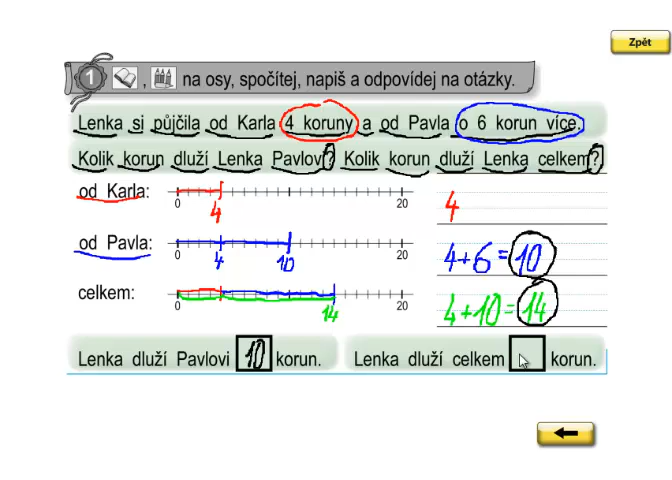 Zpět
1 , na osy, spočítej, napiš a odpovídej na otázky.
Lenka si půjčila od Karla 4 koruny a od Pavla o 6 korun více.
Kolik korun dluží Lenka Pavlovi? Kolik korun dluží Lenka celkem?
od Karla: 0 4 20 4
od Pavla: 0 4 10 20 4+6=10
celkem: 0 14 20 4+10=14
Lenka dluží Pavlovi 10 korun. Lenka dluží celkem korun.